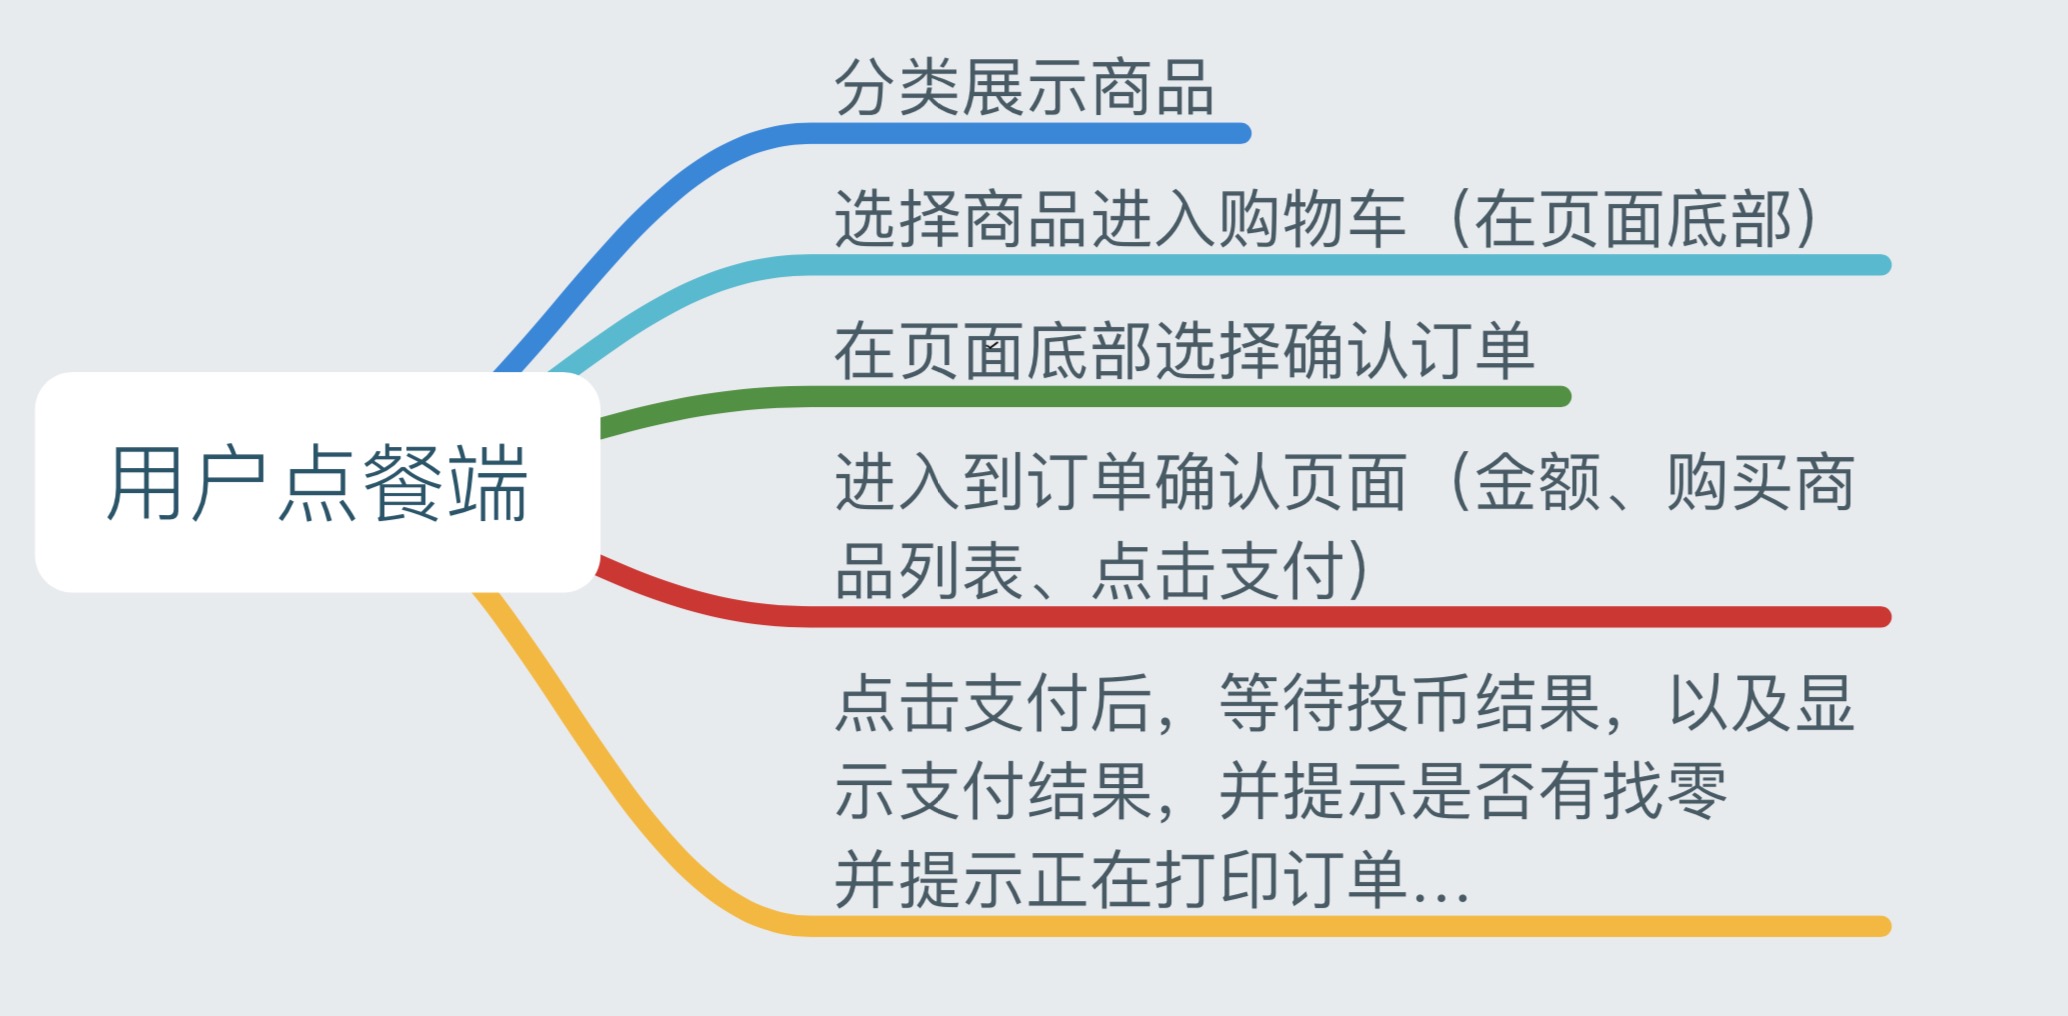 用户点餐端
分类展示商品
选择商品进入购物车（在页面底部）
在页面底部选择确认订单
进入到订单确认页面（金额、购买商
品列表、点击支付）
点击支付后，等待投币结果，以及显
示支付结果，并提示是否有找零
并提示正在打印订单...